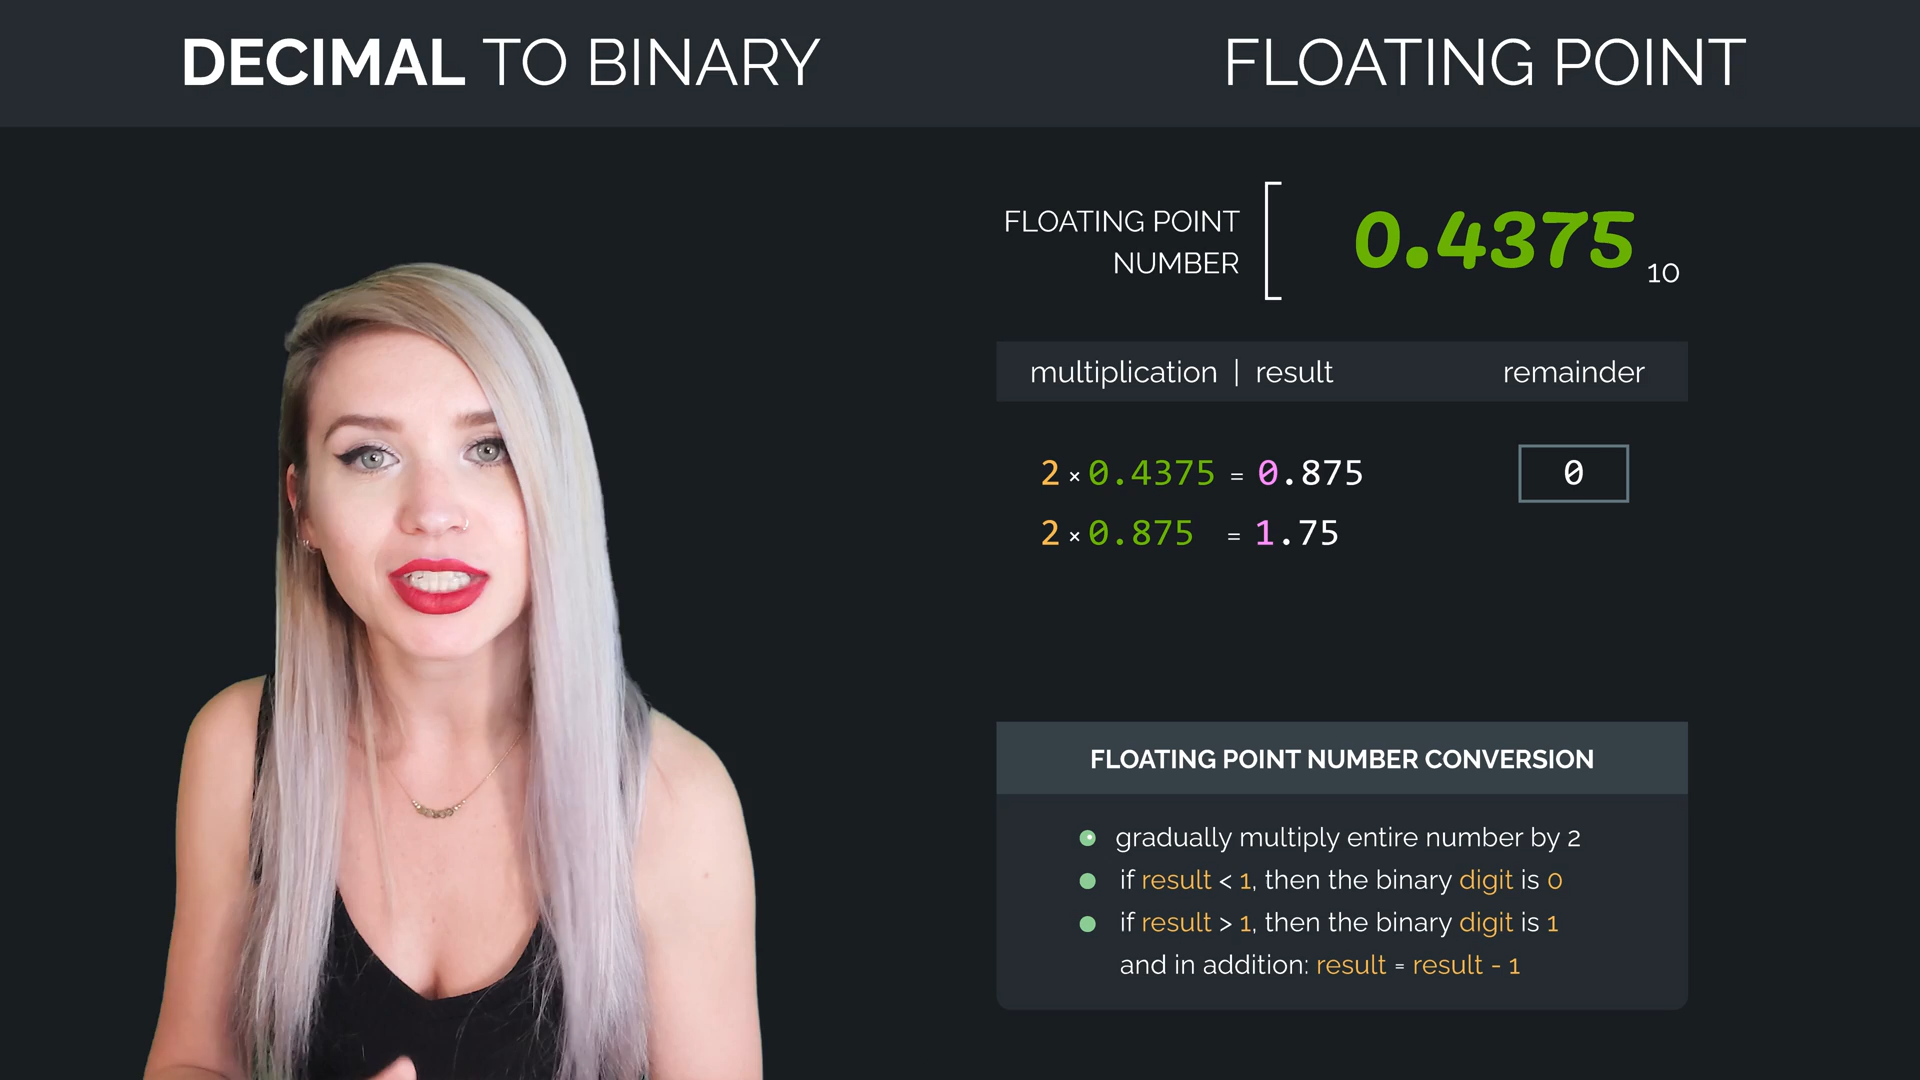 DECIMAL TO BINARY
FLOATING POINT
FLOATING POINT
NUMBER
0.4375 10
multiplication | result remainder
2 × 0.4375 = 0.875 0
2 × 0.875 = 1.75
FLOATING POINT NUMBER CONVERSION
gradually multiply entire number by 2
if result < 1, then the binary digit is 0
if result > 1, then the binary digit is 1
and in addition: result = result - 1